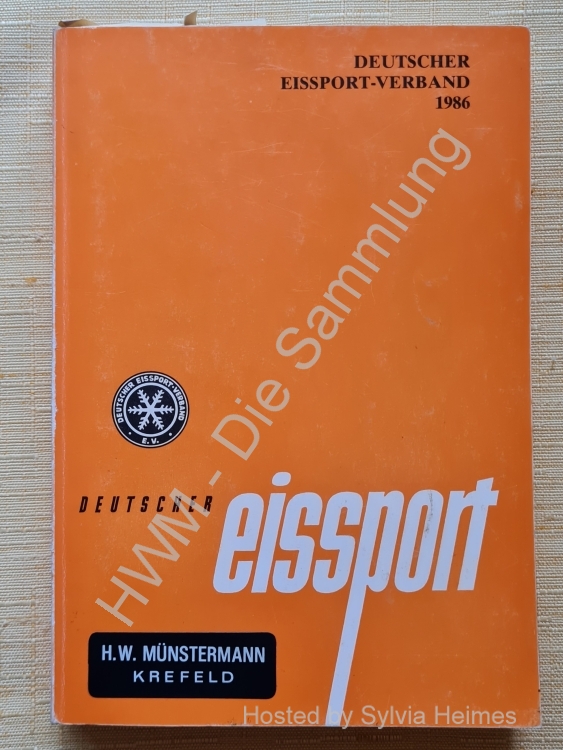 DEUTSCHER
EISSPORT-VERBAND
1986
HWM - Die Sammlung
DEUTSCHER EISSPORT-VERBAND
E.V.
DEUTSCHER
eissport
H.W. MÜNSTERMANN
KREFELD
Hosted by Sylvia Heimes